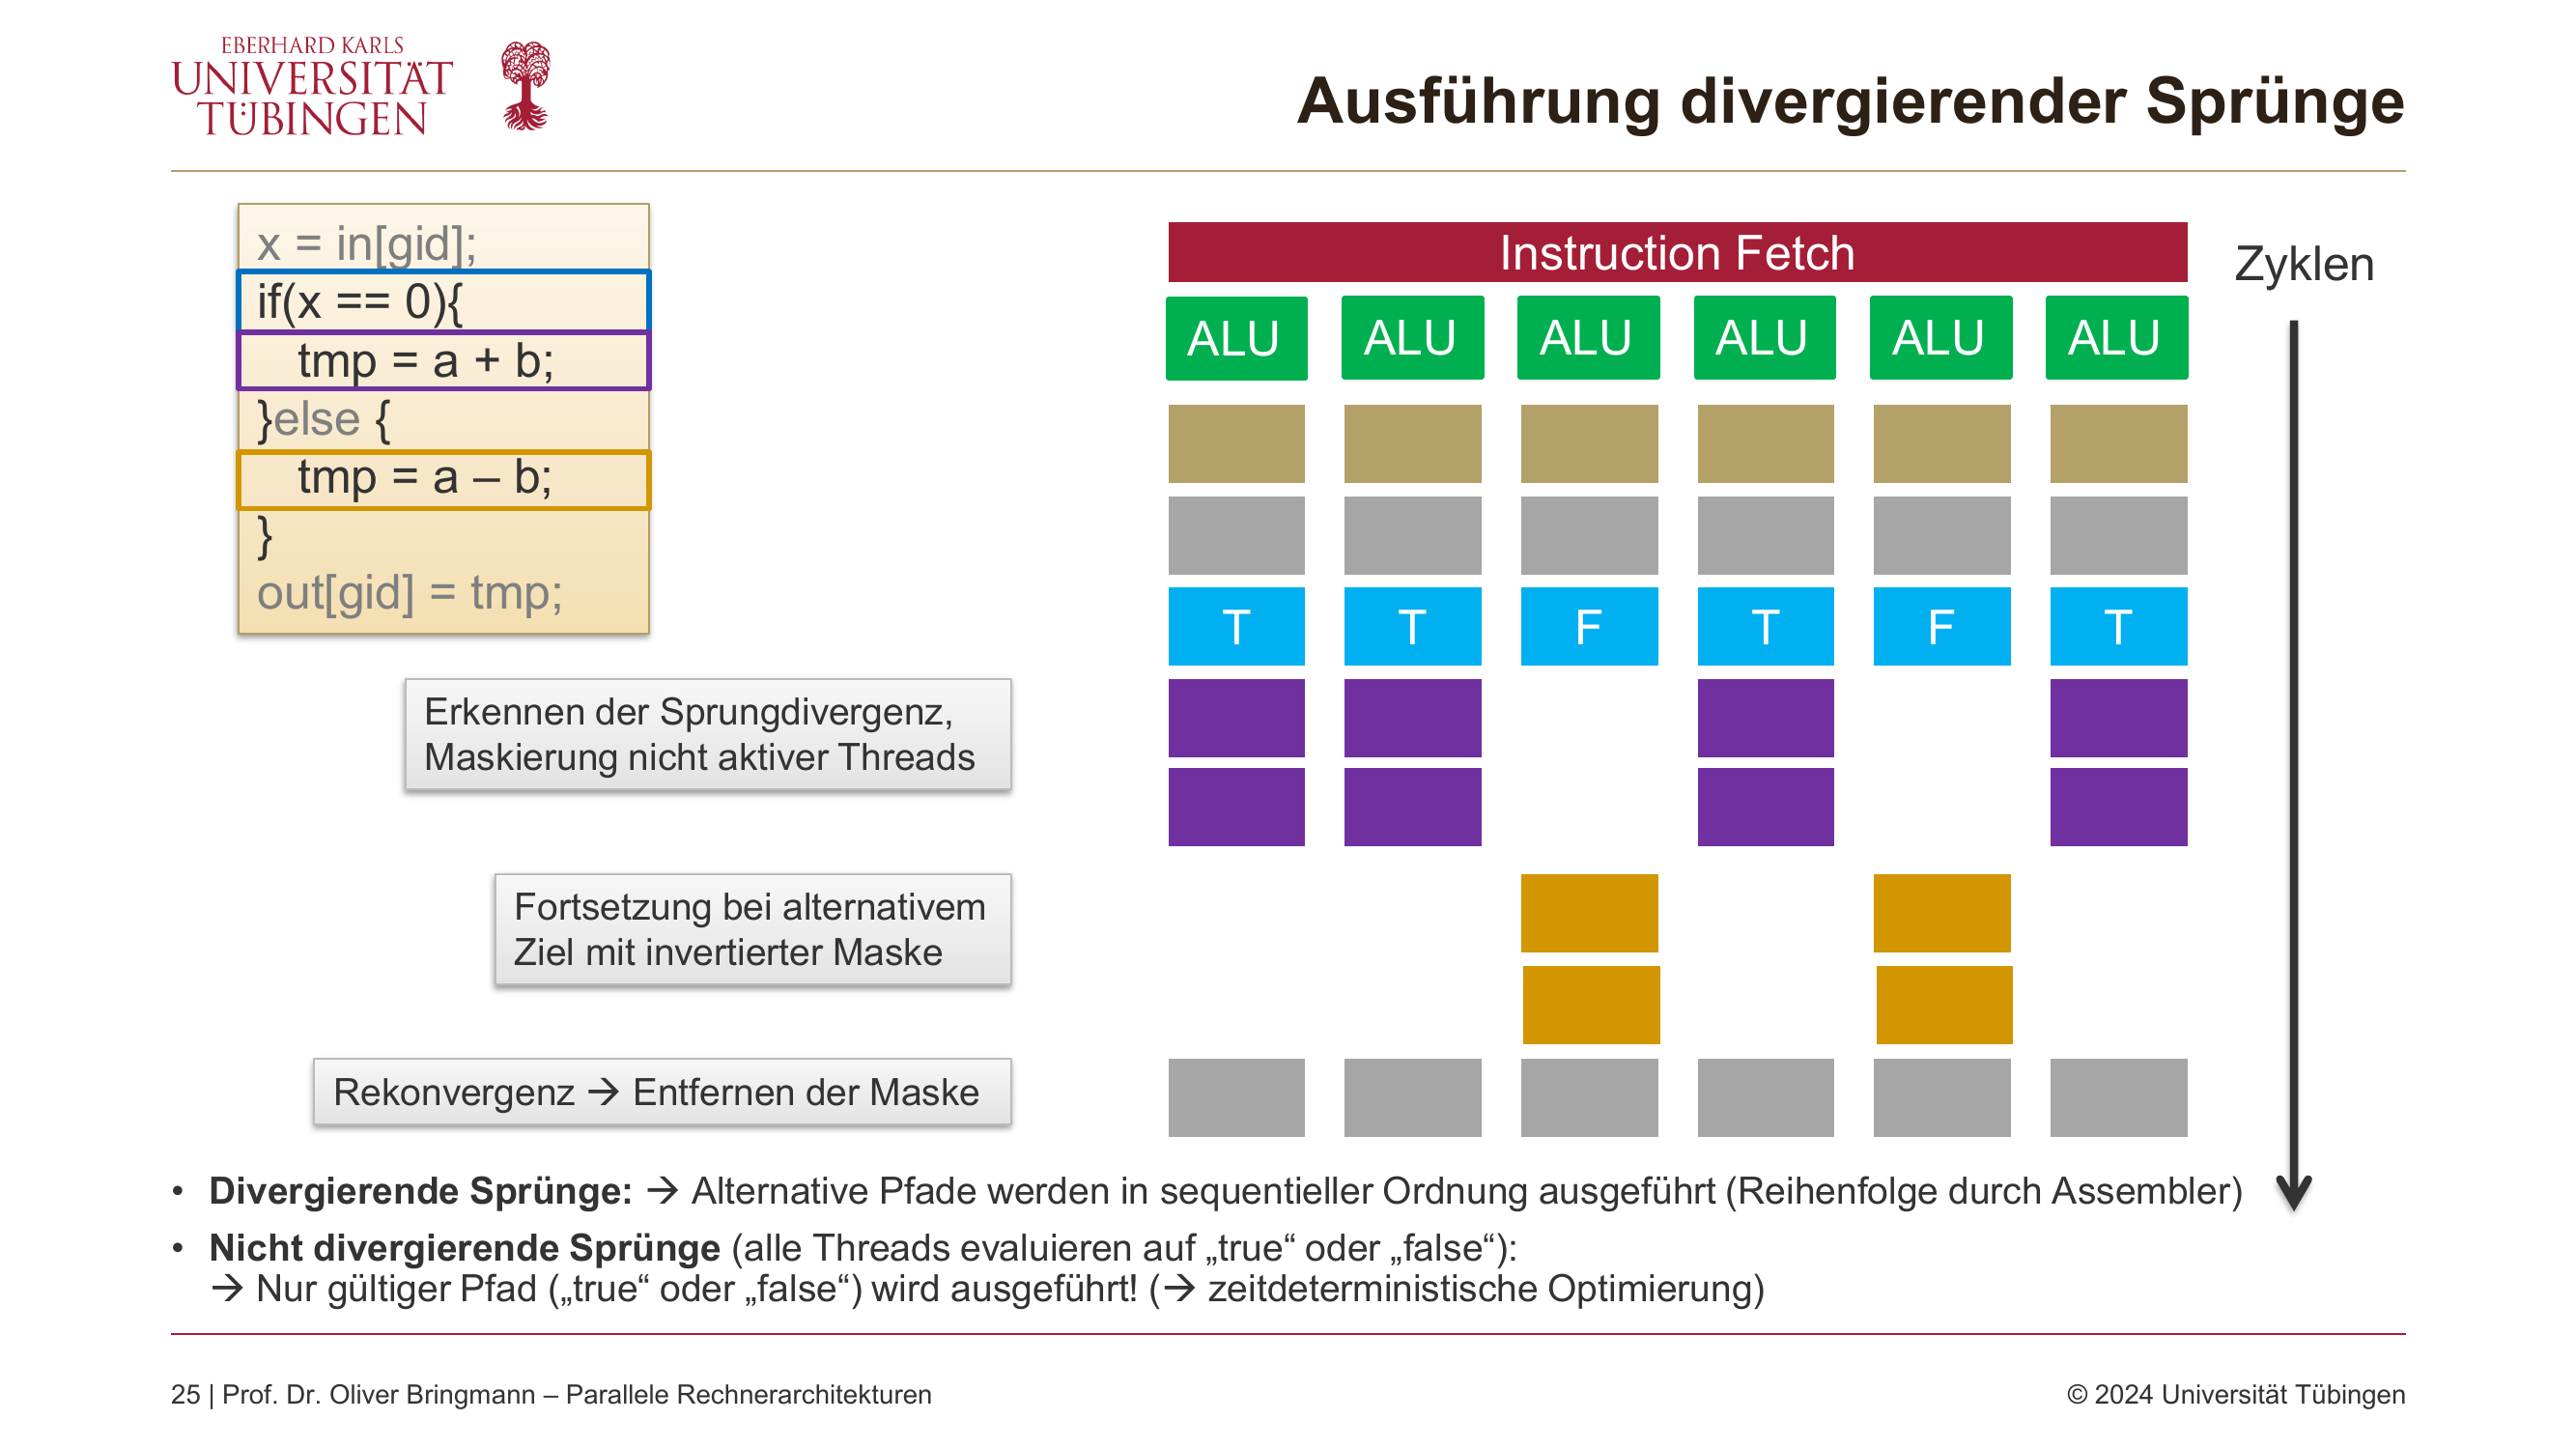 EBERHARD KARLS
UNIVERSITÄT
TÜBINGEN
Ausführung divergierender Sprünge
x = in[gid];
if(x == 0){
tmp = a + b;
}else {
tmp = a – b;
}
out[gid] = tmp;
Instruction Fetch
Zyklen
ALU ALU ALU ALU ALU ALU
T T F T F T
Erkennen der Sprungdivergenz,
Maskierung nicht aktiver Threads
Fortsetzung bei alternativem
Ziel mit invertierter Maske
Rekonvergenz → Entfernen der Maske
• Divergierende Sprünge: → Alternative Pfade werden in sequentieller Ordnung ausgeführt (Reihenfolge durch Assembler)
• Nicht divergierende Sprünge (alle Threads evaluieren auf „true“ oder „false“):
→ Nur gültiger Pfad („true“ oder „false“) wird ausgeführt! (→ zeitdeterministische Optimierung)
25 | Prof. Dr. Oliver Bringmann – Parallele Rechnerarchitekturen
© 2024 Universität Tübingen